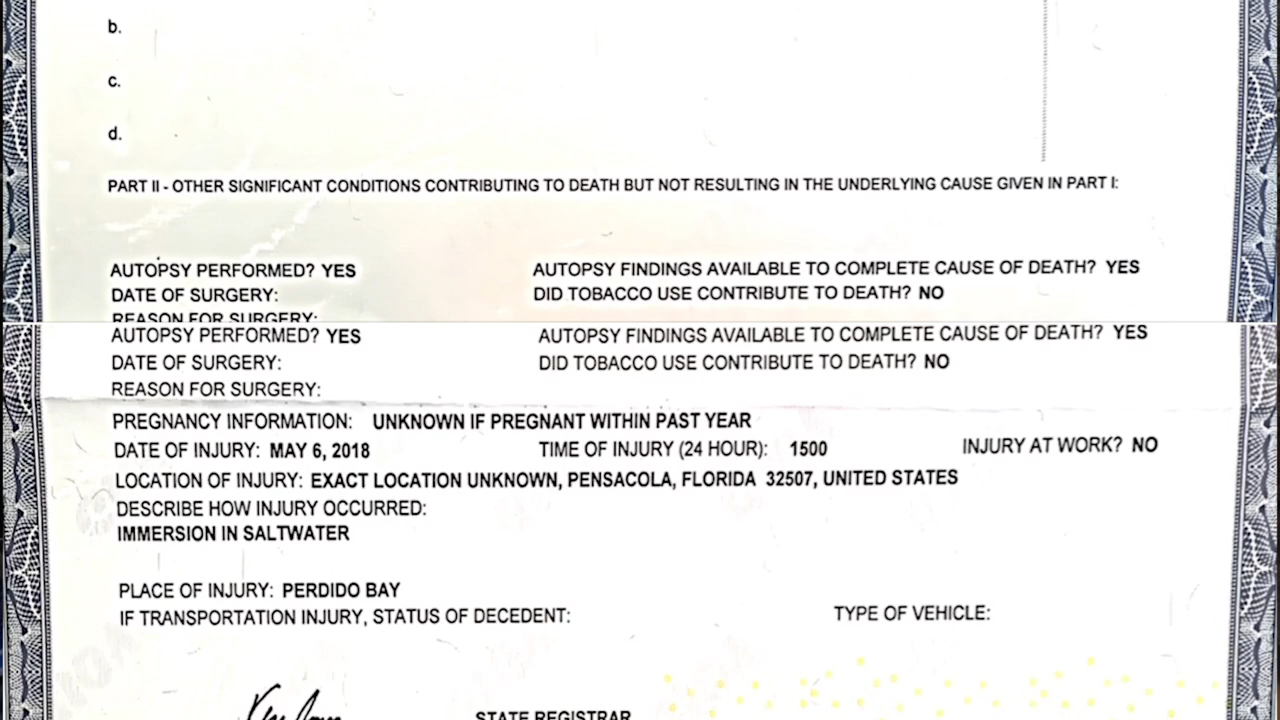 b.
c.
d.
PART II - OTHER SIGNIFICANT CONDITIONS CONTRIBUTING TO DEATH BUT NOT RESULTING IN THE UNDERLYING CAUSE GIVEN IN PART I:
AUTOPSY PERFORMED? YES AUTOPSY FINDINGS AVAILABLE TO COMPLETE CAUSE OF DEATH? YES
DATE OF SURGERY: DID TOBACCO USE CONTRIBUTE TO DEATH? NO
REASON FOR SURGERY:
AUTOPSY PERFORMED? YES AUTOPSY FINDINGS AVAILABLE TO COMPLETE CAUSE OF DEATH? YES
DATE OF SURGERY: DID TOBACCO USE CONTRIBUTE TO DEATH? NO
REASON FOR SURGERY:
PREGNANCY INFORMATION: UNKNOWN IF PREGNANT WITHIN PAST YEAR
DATE OF INJURY: MAY 6, 2018 TIME OF INJURY (24 HOUR): 1500 INJURY AT WORK? NO
LOCATION OF INJURY: EXACT LOCATION UNKNOWN, PENSACOLA, FLORIDA 32507, UNITED STATES
DESCRIBE HOW INJURY OCCURRED:
IMMERSION IN SALTWATER
PLACE OF INJURY: PERDIDO BAY
IF TRANSPORTATION INJURY, STATUS OF DECEDENT: TYPE OF VEHICLE:
STATE REGISTRAR